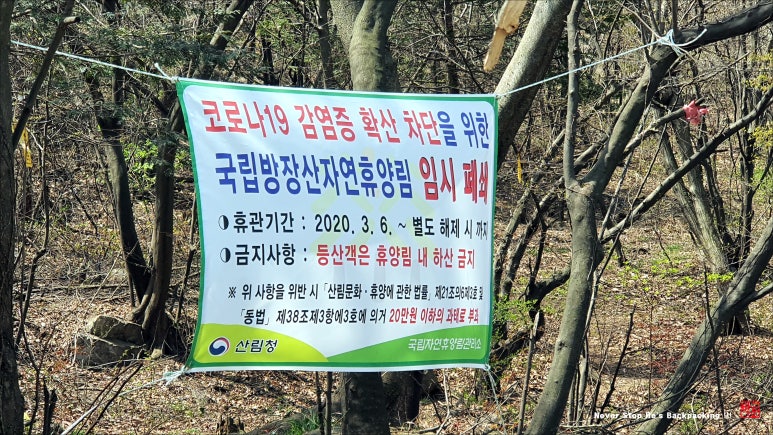 코로나19 감염증 확산 차단을 위한
국립방장산자연휴양림 임시 폐쇄
휴관기간 : 2020. 3. 6. ~ 별도 해제 시 까지
금지사항 : 등산객은 휴양림 내 하산 금지
※ 위 사항을 위반 시 「산림문화·휴양에 관한 법률」 제21조의6제2호 및
「동법」 제38조제3항에3호에 의거 20만원 이하의 과태료 부과
산림청
국립자연휴양림관리소
Never Stop Re's Backpacking !!